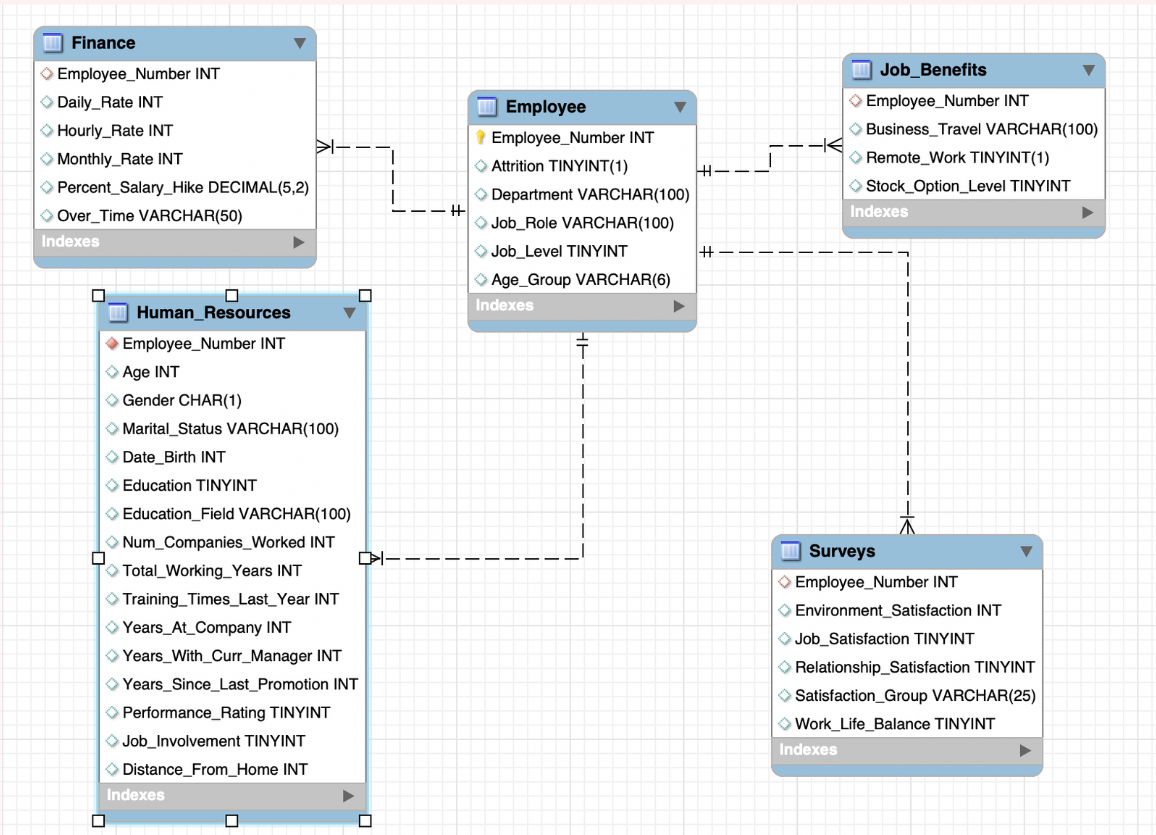 Finance
Employee_Number INT
Daily_Rate INT
Hourly_Rate INT
Monthly_Rate INT
Percent_Salary_Hike DECIMAL(5,2)
Over_Time VARCHAR(50)
Indexes
Employee
Employee_Number INT
Attrition TINYINT(1)
Department VARCHAR(100)
Job_Role VARCHAR(100)
Job_Level TINYINT
Age_Group VARCHAR(6)
Indexes
Job_Benefits
Employee_Number INT
Business_Travel VARCHAR(100)
Remote_Work TINYINT(1)
Stock_Option_Level TINYINT
Indexes
Human_Resources
Employee_Number INT
Age INT
Gender CHAR(1)
Marital_Status VARCHAR(100)
Date_Birth INT
Education TINYINT
Education_Field VARCHAR(100)
Num_Companies_Worked INT
Total_Working_Years INT
Training_Times_Last_Year INT
Years_At_Company INT
Years_With_Curr_Manager INT
Years_Since_Last_Promotion INT
Performance_Rating TINYINT
Job_Involvement TINYINT
Distance_From_Home INT
Indexes
Surveys
Employee_Number INT
Environment_Satisfaction INT
Job_Satisfaction TINYINT
Relationship_Satisfaction TINYINT
Satisfaction_Group VARCHAR(25)
Work_Life_Balance TINYINT
Indexes